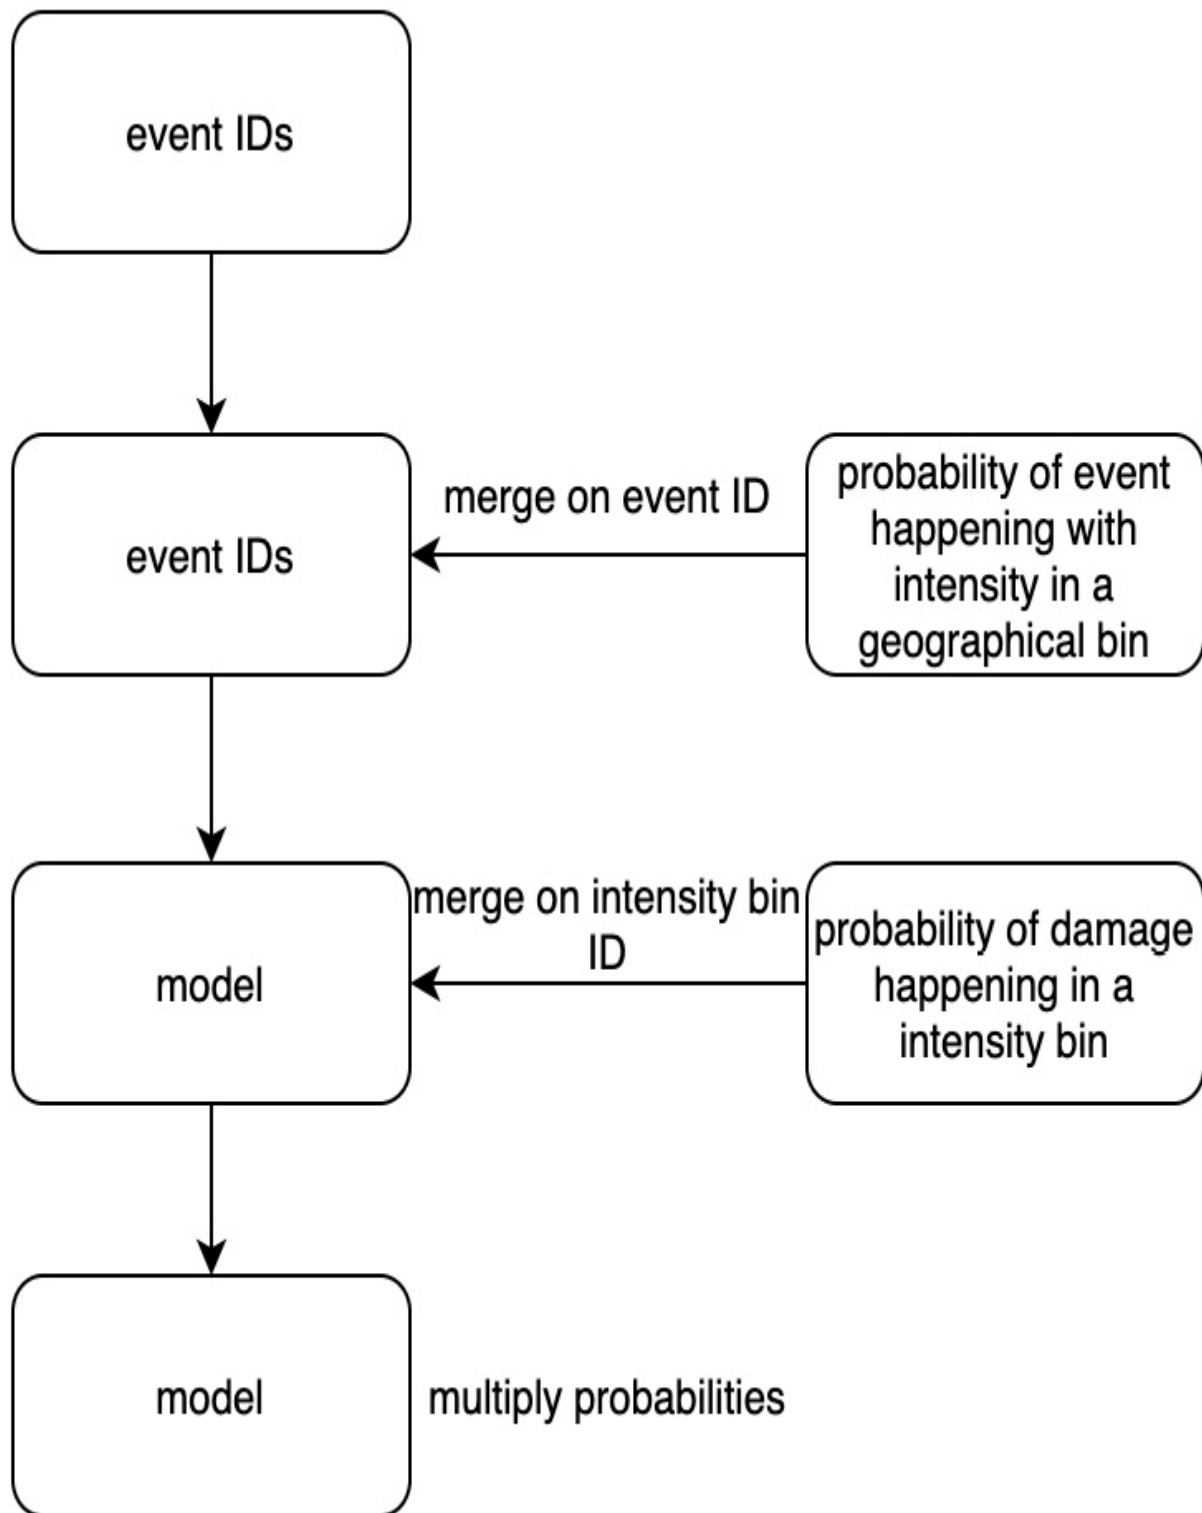 event IDs
event IDs
merge on event ID
probability of event
happening with
intensity in a
geographical bin
model
merge on intensity bin
ID
probability of damage
happening in a
intensity bin
model
multiply probabilities